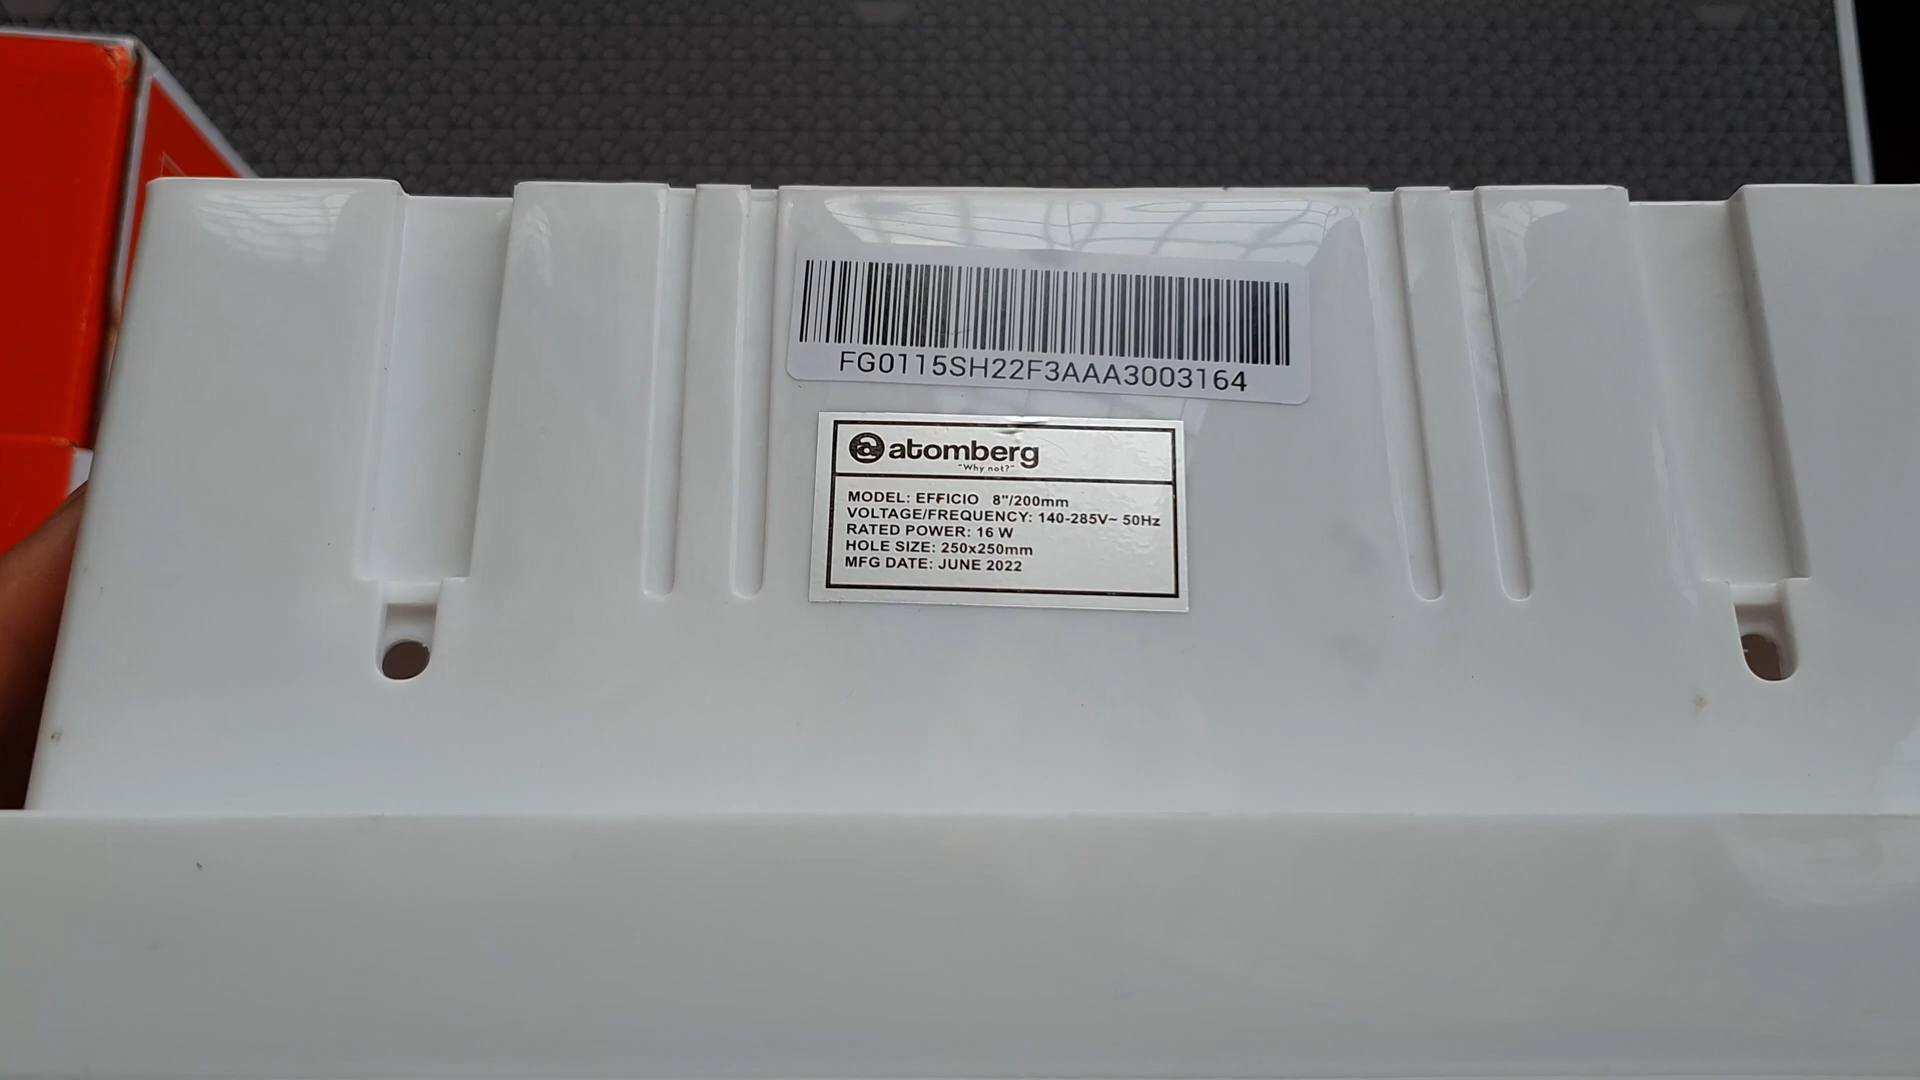 FG0115SH22F3AAA3003164
atomberg
"Why not?"
MODEL: EFFICIO 8"/200mm
VOLTAGE/FREQUENCY: 140-285V~ 50Hz
RATED POWER: 16 W
HOLE SIZE: 250x250mm
MFG DATE: JUNE 2022